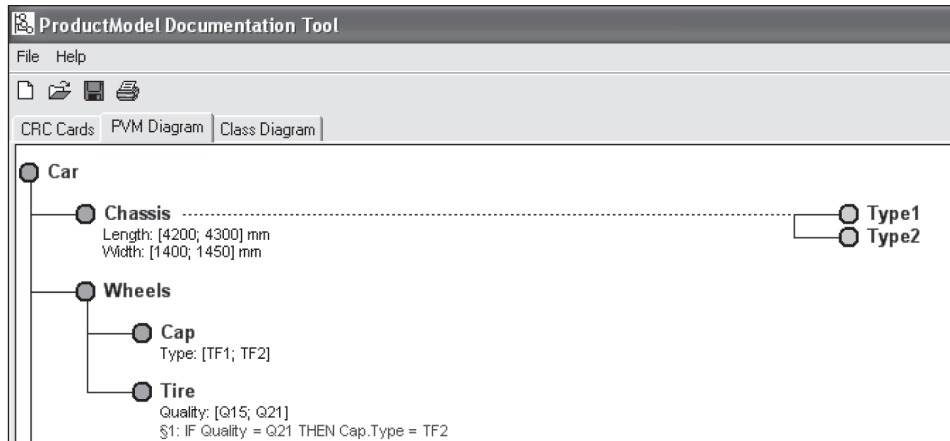 ProductModel Documentation Tool
File Help
CRC Cards PVM Diagram Class Diagram
Car
Chassis Type1
Length: [4200; 4300] mm Type2
Width: [1400; 1450] mm
Wheels
Cap
Type: [TF1; TF2]
Tire
Quality: [Q15; Q21]
§1: IF Quality = Q21 THEN Cap.Type = TF2